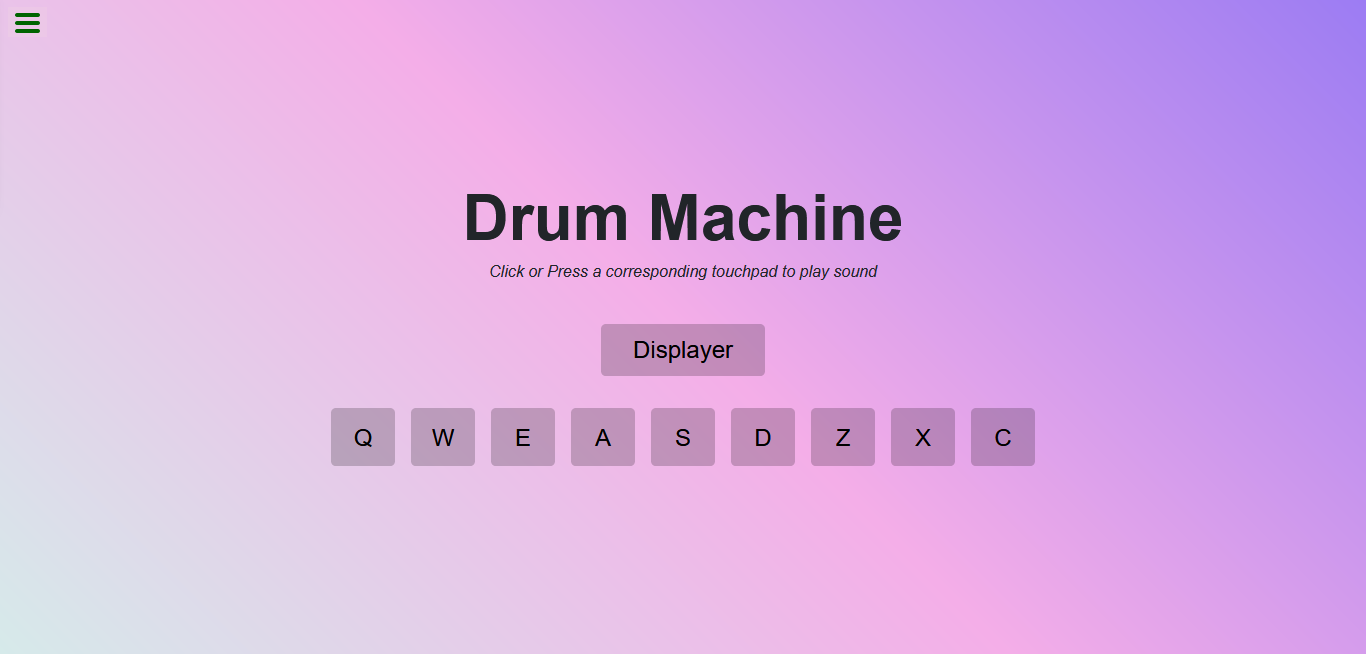 Drum Machine
Click or Press a corresponding touchpad to play sound
Displayer
Q W E A S D Z X C